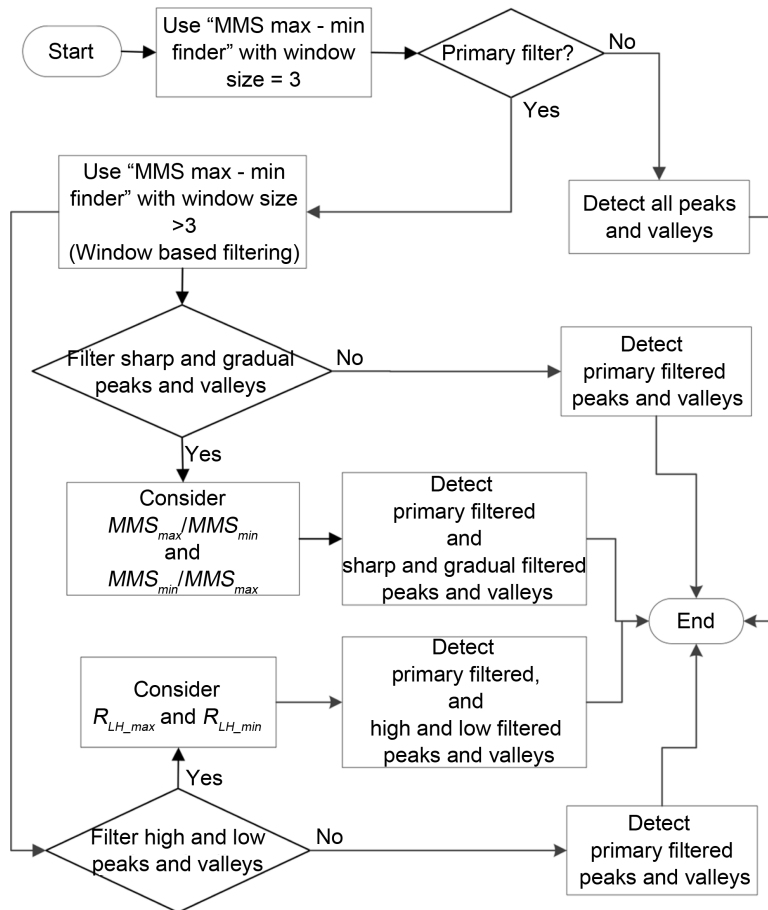 Start
Use “MMS max - min
finder” with window
size = 3
Primary filter?
No
Yes
Use “MMS max - min
finder” with window size
>3
(Window based filtering)
Detect all peaks
and valleys
Filter sharp and gradual
peaks and valleys
No
Detect
primary filtered
peaks and valleys
Yes
Consider
MMSmax/MMSmin
and
MMSmin/MMSmax
Detect
primary filtered
and
sharp and gradual filtered
peaks and valleys
End
Consider
RLH_max and RLH_min
Detect
primary filtered,
and
high and low filtered
peaks and valleys
Yes
Filter high and low
peaks and valleys
No
Detect
primary filtered
peaks and valleys